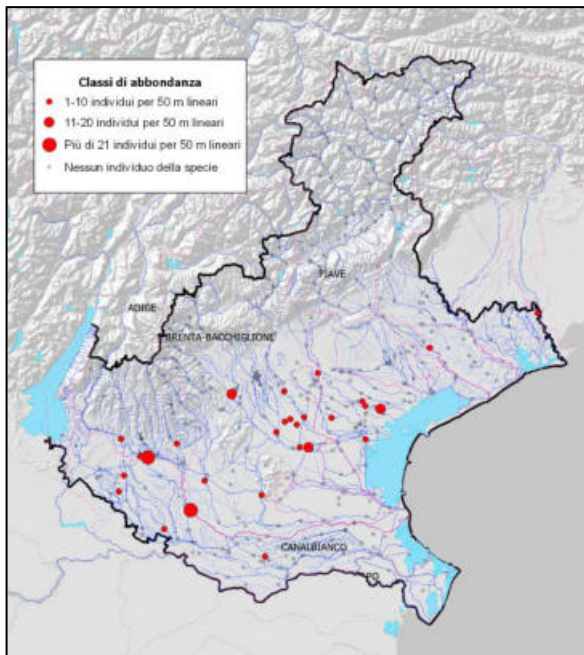 Classi di abbondanza
1-10 individui per 50 m lineari
11-20 individui per 50 m lineari
Più di 21 individui per 50 m lineari
Nessun individuo della specie
PIAVE
ADIGE
BRENTA-BACCHIGLIONE
CANALBIANCO
PO